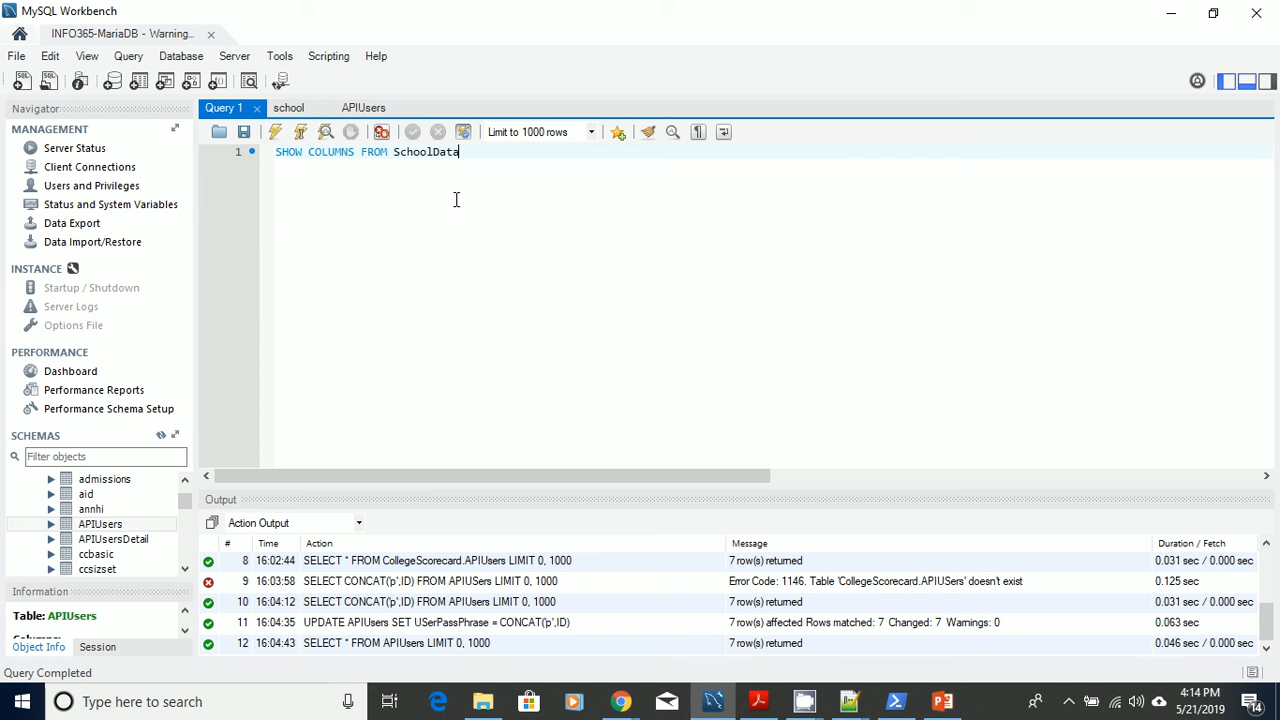 MySQL Workbench
INFO365-MariaDB - Warning...
File Edit View Query Database Server Tools Scripting Help
Navigator
MANAGEMENT
Server Status
Client Connections
Users and Privileges
Status and System Variables
Data Export
Data Import/Restore
INSTANCE
Startup / Shutdown
Server Logs
Options File
PERFORMANCE
Dashboard
Performance Reports
Performance Schema Setup
SCHEMAS
Filter objects
admissions
aid
annhi
APIUsers
APIUsersDetail
ccbasic
ccsizset
Information
Table: APIUsers
Object Info Session
Query 1 school APIUsers
Limit to 1000 rows
1 SHOW COLUMNS FROM SchoolData
Output
Action Output
# Time Action Message Duration / Fetch
8 16:02:44 SELECT * FROM CollegeScorecard.APIUsers LIMIT 0, 1000 7 row(s) returned 0.031 sec / 0.000 sec
9 16:03:58 SELECT CONCAT('p',ID) FROM APIUSers LIMIT 0, 1000 Error Code: 1146. Table 'CollegeScorecard.APIUSers' doesn't exist 0.125 sec
10 16:04:12 SELECT CONCAT('p',ID) FROM APIUsers LIMIT 0, 1000 7 row(s) returned 0.031 sec / 0.000 sec
11 16:04:35 UPDATE APIUsers SET USerPassPhrase = CONCAT('p',ID) 7 row(s) affected Rows matched: 7 Changed: 7 Warnings: 0 0.063 sec
12 16:04:43 SELECT * FROM APIUsers LIMIT 0, 1000 7 row(s) returned 0.046 sec / 0.000 sec
Query Completed
Type here to search
4:14 PM
5/21/2019
14